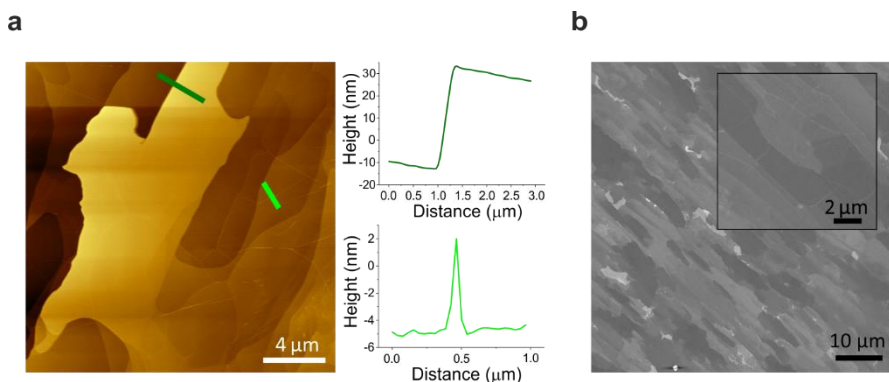 a
b
Height (nm)
30
20
10
0
-10
-20
0.0 0.5 1.0 1.5 2.0 2.5 3.0
Distance (μm)
Height (nm)
2
0
-2
-4
-6
0.0 0.5 1.0
Distance (μm)
4 μm
2 μm
10 μm